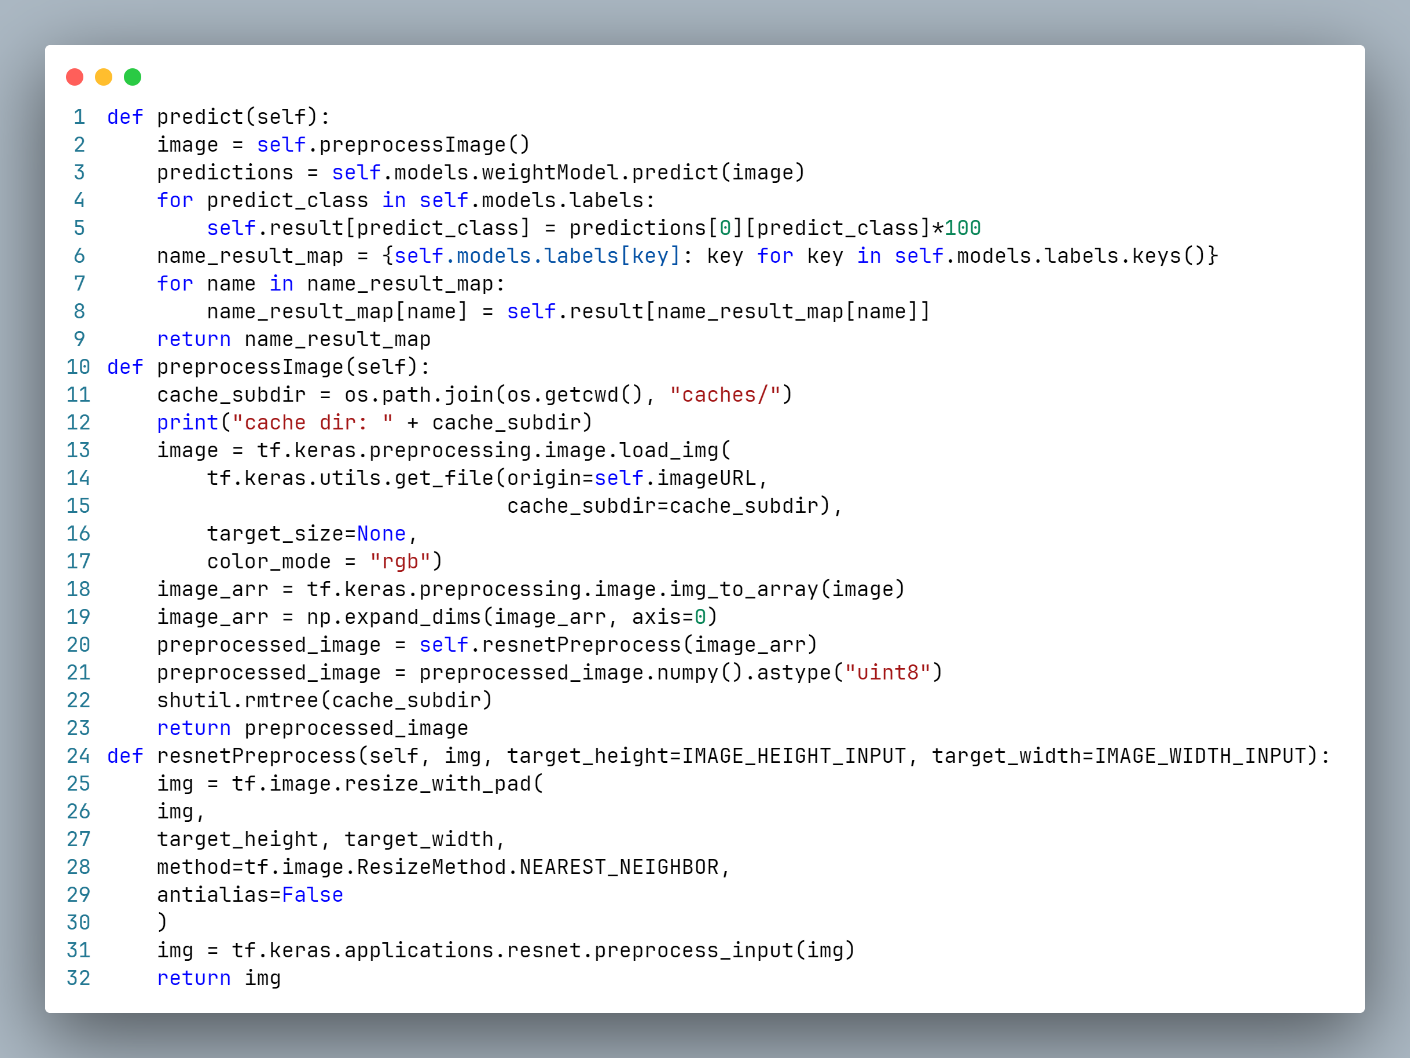 1 def predict(self):
2     image = self.preprocessImage()
3     predictions = self.models.weightModel.predict(image)
4     for predict_class in self.models.labels:
5         self.result[predict_class] = predictions[0][predict_class]*100
6     name_result_map = {self.models.labels[key]: key for key in self.models.labels.keys()}
7     for name in name_result_map:
8         name_result_map[name] = self.result[name_result_map[name]]
9     return name_result_map
10 def preprocessImage(self):
11     cache_subdir = os.path.join(os.getcwd(), "caches/")
12     print("cache dir: " + cache_subdir)
13     image = tf.keras.preprocessing.image.load_img(
14         tf.keras.utils.get_file(origin=self.imageURL,
15                                 cache_subdir=cache_subdir),
16         target_size=None,
17         color_mode = "rgb")
18     image_arr = tf.keras.preprocessing.image.img_to_array(image)
19     image_arr = np.expand_dims(image_arr, axis=0)
20     preprocessed_image = self.resnetPreprocess(image_arr)
21     preprocessed_image = preprocessed_image.numpy().astype("uint8")
22     shutil.rmtree(cache_subdir)
23     return preprocessed_image
24 def resnetPreprocess(self, img, target_height=IMAGE_HEIGHT_INPUT, target_width=IMAGE_WIDTH_INPUT):
25     img = tf.image.resize_with_pad(
26     img,
27     target_height, target_width,
28     method=tf.image.ResizeMethod.NEAREST_NEIGHBOR,
29     antialias=False
30     )
31     img = tf.keras.applications.resnet.preprocess_input(img)
32     return img